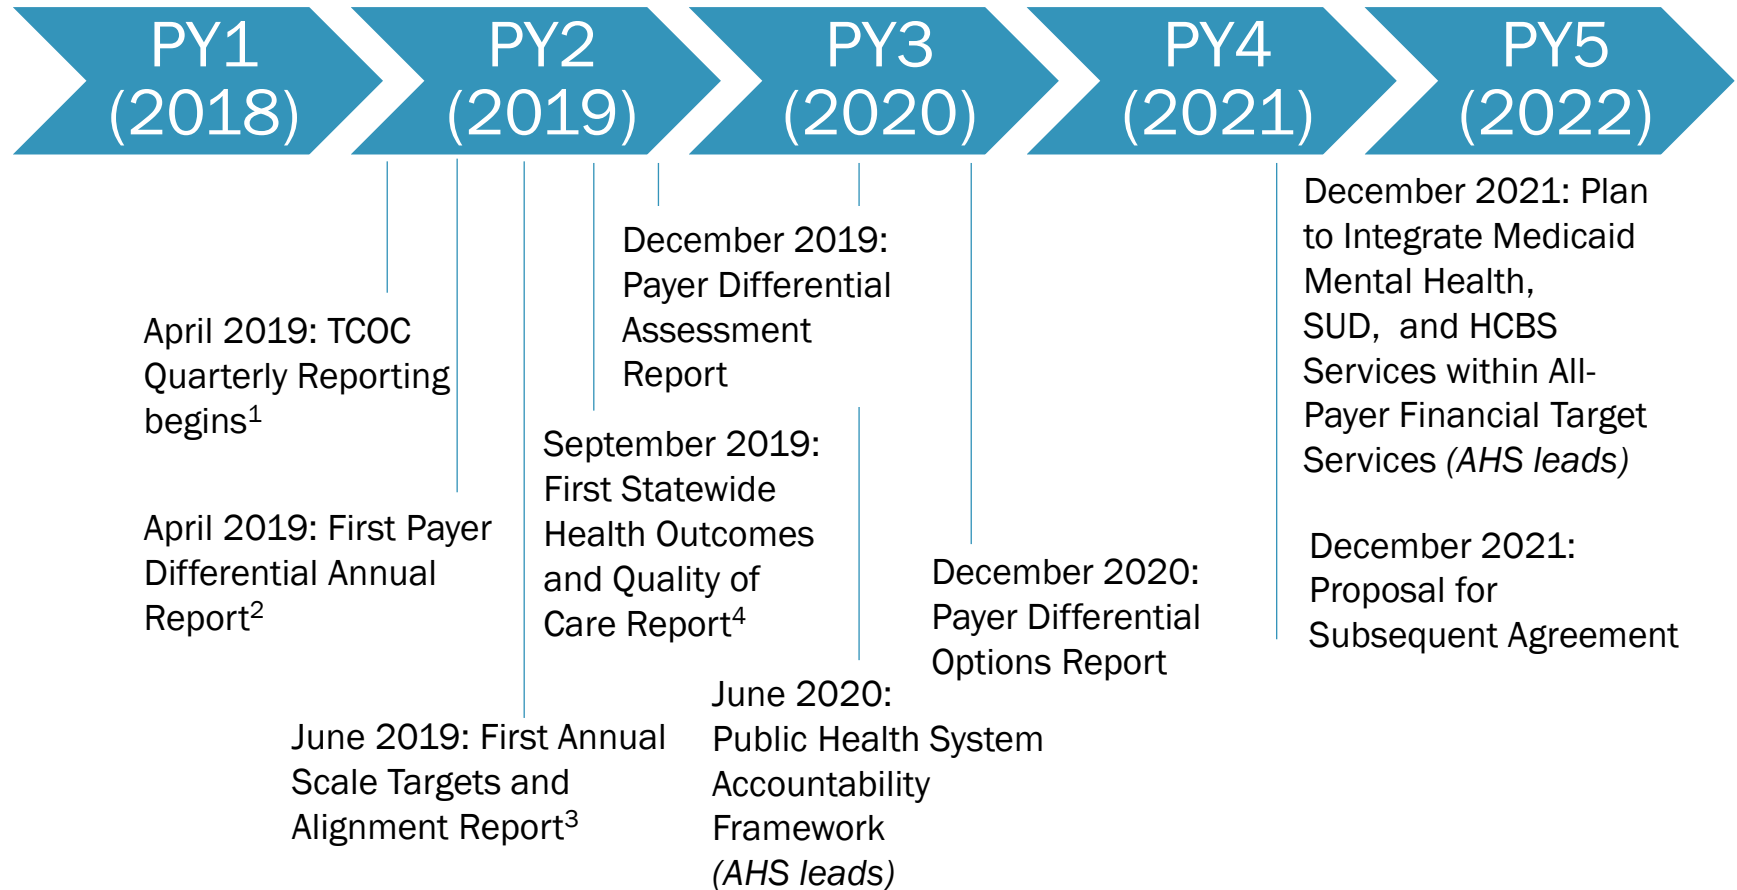 PY1
(2018)
PY2
(2019)
PY3
(2020)
PY4
(2021)
PY5
(2022)
April 2019: TCOC
Quarterly Reporting
begins¹
April 2019: First Payer
Differential Annual
Report²
June 2019: First Annual
Scale Targets and
Alignment Report³
September 2019:
First Statewide
Health Outcomes
and Quality of
Care Report⁴
December 2019:
Payer Differential
Assessment
Report
June 2020:
Public Health System
Accountability
Framework
(AHS leads)
December 2020:
Payer Differential
Options Report
December 2021: Plan
to Integrate Medicaid
Mental Health,
SUD,  and HCBS
Services within All-
Payer Financial Target
Services (AHS leads)
December 2021:
Proposal for
Subsequent Agreement